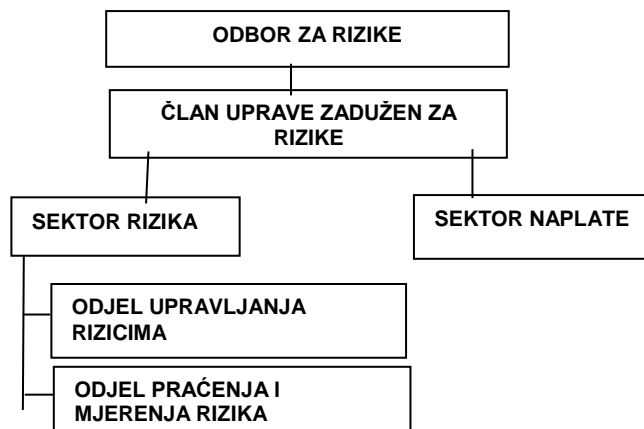 ODBOR ZA RIZIKE
ČLAN UPRAVE ZADUŽEN ZA
RIZIKE
SEKTOR RIZIKA
SEKTOR NAPLATE
ODJEL UPRAVLJANJA
RIZICIMA
ODJEL PRAĆENJA I
MJERENJA RIZIKA